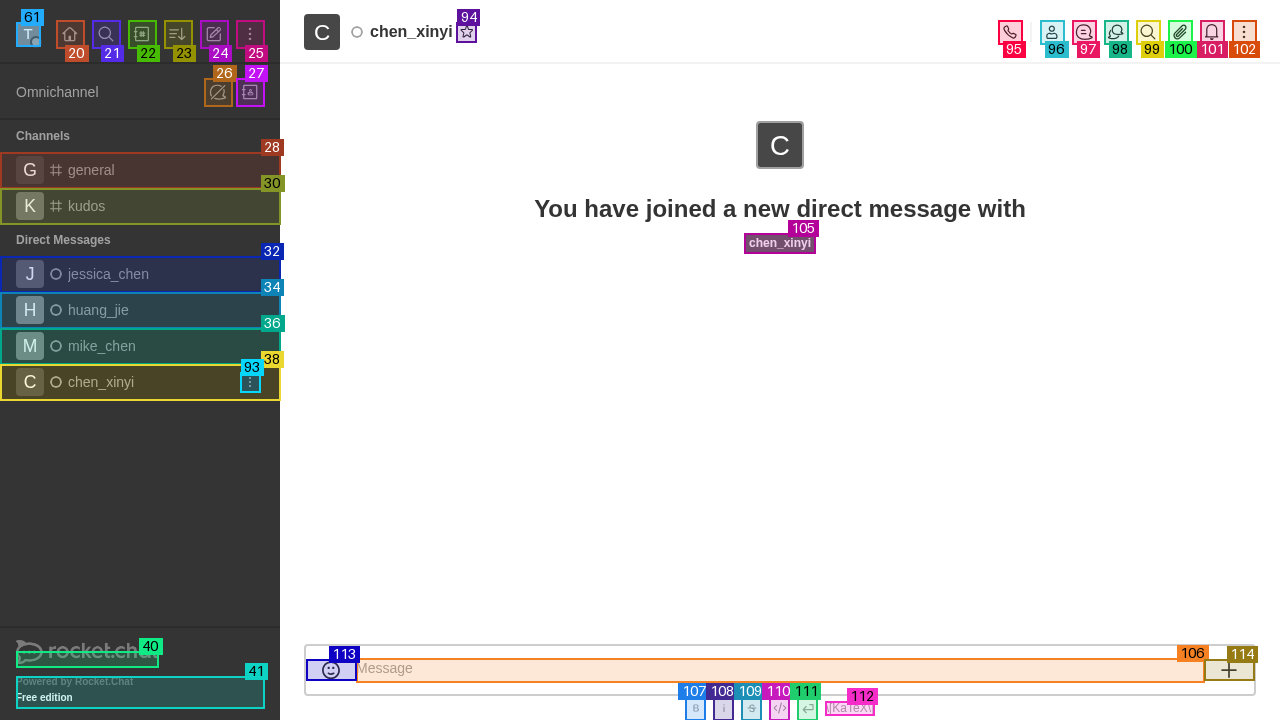 61
T
20
21
22
23
24
25
Omnichannel
26
27
Channels
28
G general
30
K kudos
Direct Messages
32
J jessica_chen
34
H huang_jie
36
M mike_chen
38
C chen_xinyi
93
rocket.cha
40
41
Powered by Rocket.Chat
Free edition
C chen_xinyi
94
95
96
97
98
99
100
101
102
C
You have joined a new direct message with
105
chen_xinyi
113
106
114
Message
107
108
109
110
111
112
B
i
S
</>
\[KaTeX\]